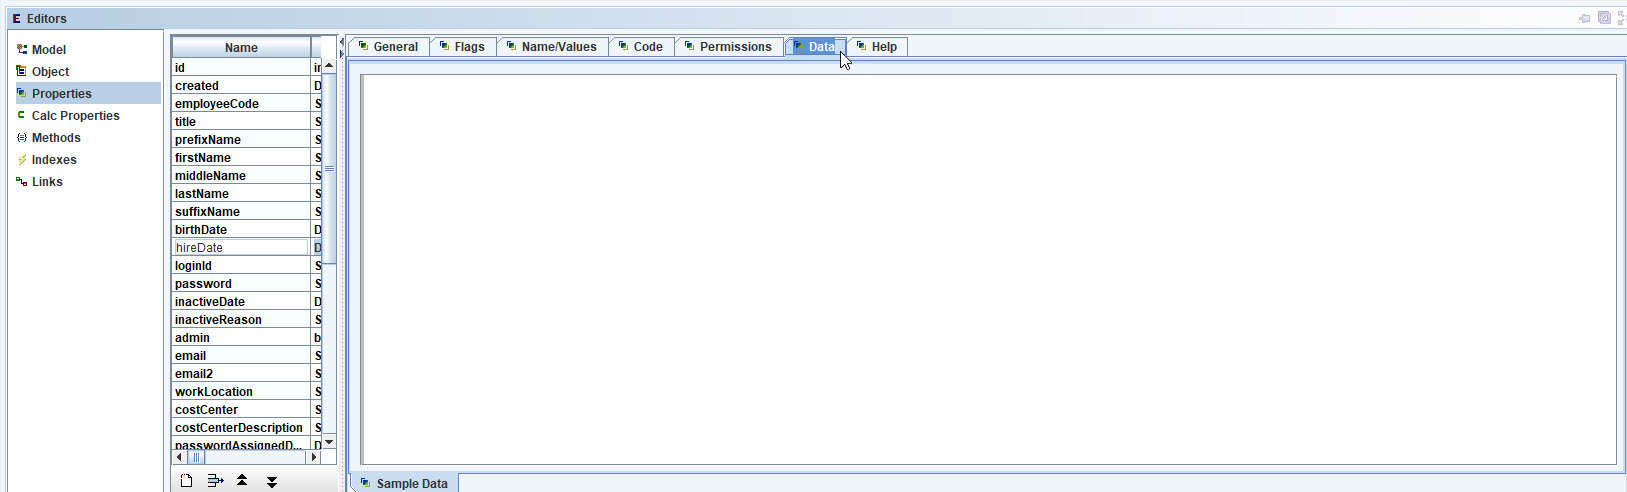 Editors
Model
Object
Properties
Calc Properties
Methods
Indexes
Links
Name
id
created
employeeCode
title
prefixName
firstName
middleName
lastName
suffixName
birthDate
hireDate
loginId
password
inactiveDate
inactiveReason
admin
email
email2
workLocation
costCenter
costCenterDescription
passwordAssignedD...
General Flags Name/Values Code Permissions Data Help
Sample Data